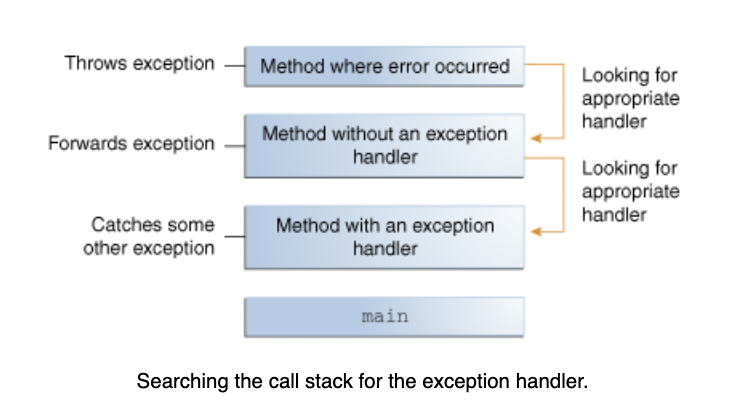 Throws exception
Method where error occurred
Looking for
appropriate
handler
Forwards exception
Method without an exception
handler
Looking for
appropriate
handler
Catches some
other exception
Method with an exception
handler
main
Searching the call stack for the exception handler.